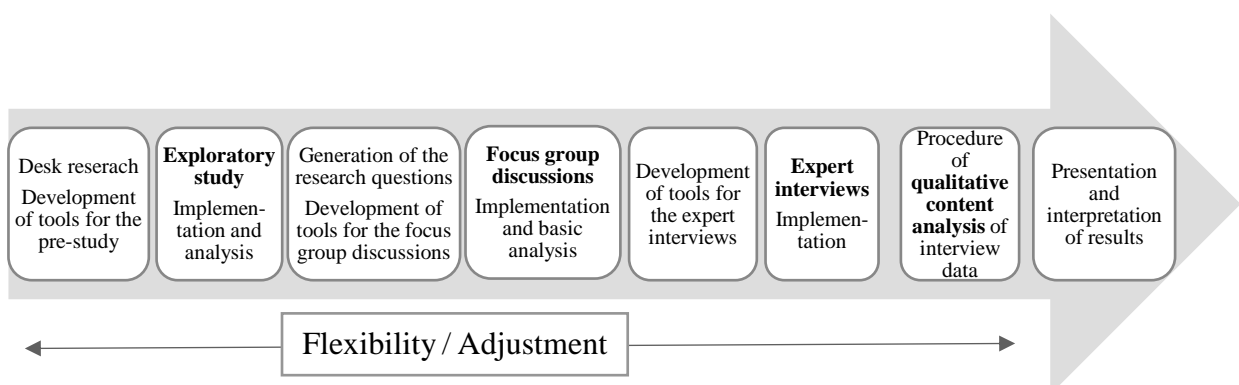 Desk reserach
Development
of tools for the
pre-study
Exploratory
study
Implemen-
tation and
analysis
Generation of the
research questions
Development of
tools for the focus
group discussions
Focus group
discussions
Implementation
and basic
analysis
Development
of tools for
the expert
interviews
Expert
interviews
Implemen-
tation
Procedure
of
qualitative
content
analysis of
interview
data
Presentation
and
interpretation
of results
Flexibility / Adjustment